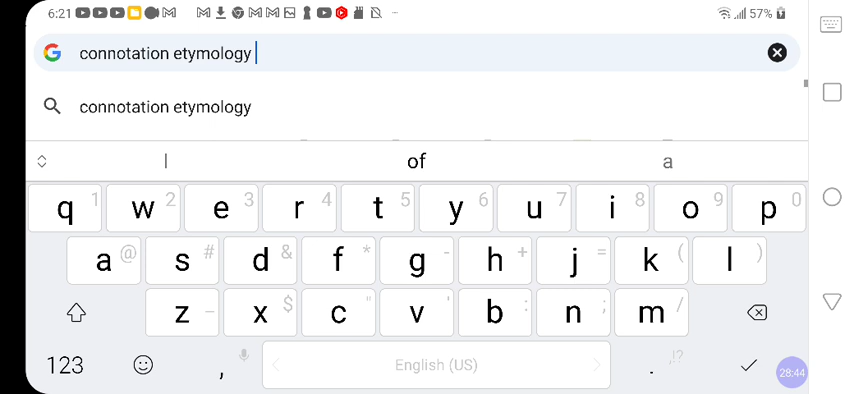 6:21 57%
connotation etymology
connotation etymology
l of a
q 1 w 2 e 3 r 4 t 5 y 6 u 7 i 8 o 9 p 0
a @ s # d & f * g - h + j = k ( l )
z _ x $ c " v ' b : n ; m /
123 , English (US) . ,!?
28:44